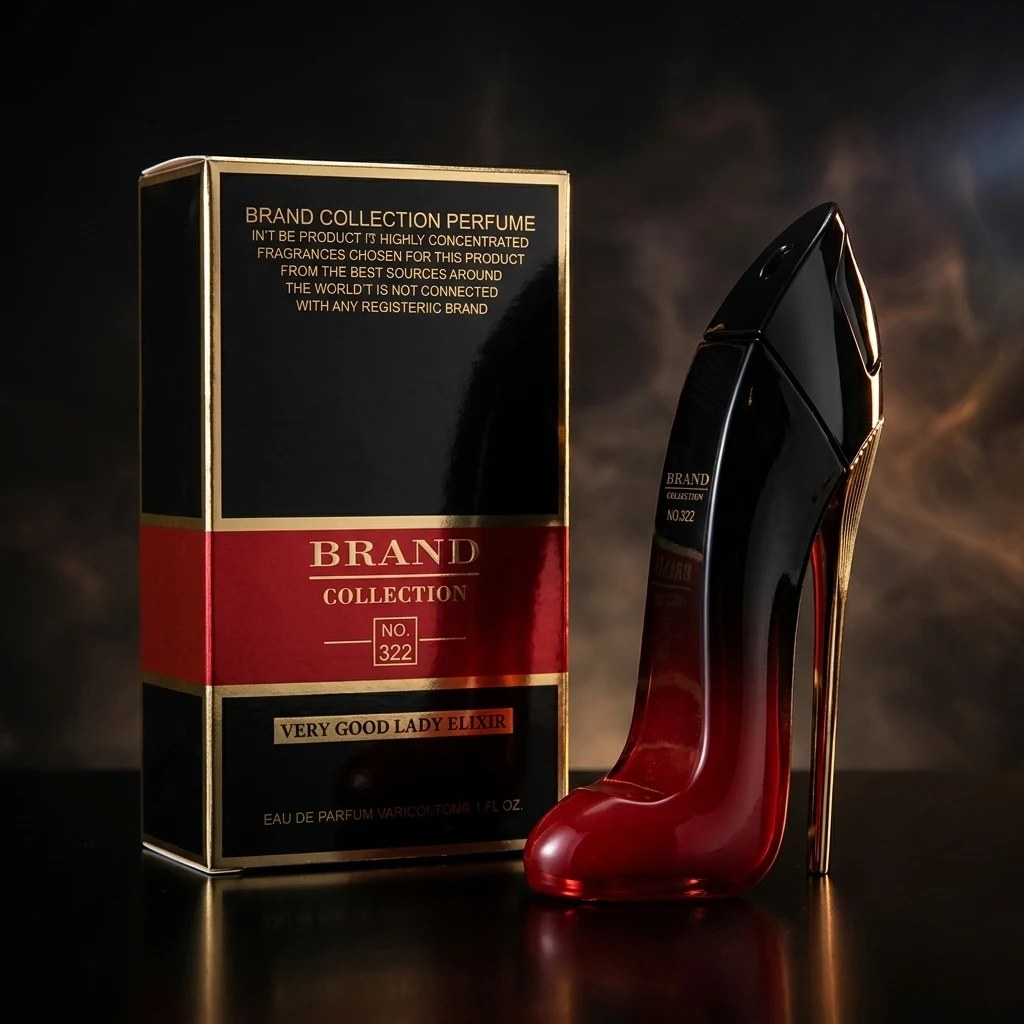 BRAND COLLECTION PERFUME
IN'T BE PRODUCT IS HIGHLY CONCENTRATED
FRAGRANCES CHOSEN FOR THIS PRODUCT
FROM THE BEST SOURCES AROUND
THE WORLD'T IS NOT CONNECTED
WITH ANY REGISTERIIC BRAND
BRAND
COLLECTION
NO.
322
VERY GOOD LADY ELIXIR
EAU DE PARFUM 1 FL OZ.
BRAND
COLLECTION
NO.322